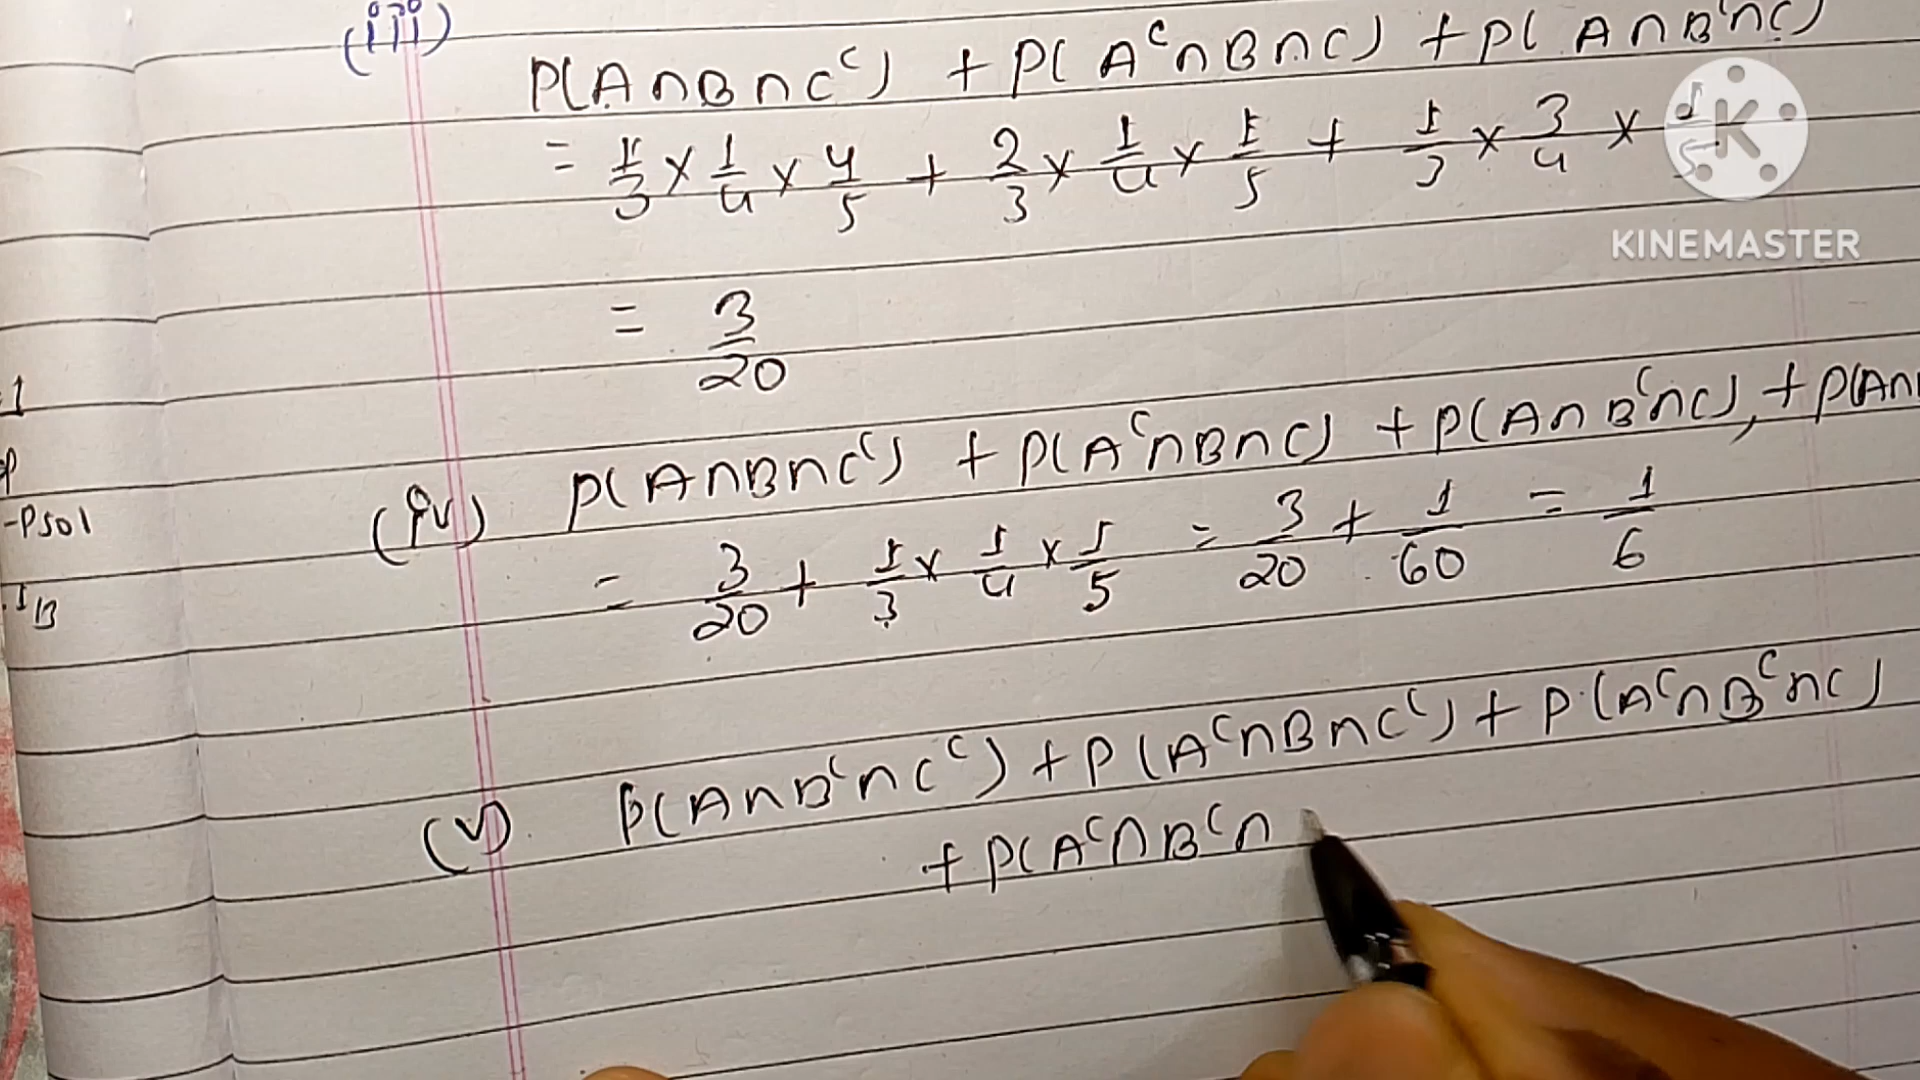 (iii)
P(A∩B∩Cᶜ) + P(Aᶜ∩B∩C) + P(A∩Bᶜ∩C)
= 1/3 × 1/4 × 4/5 + 2/3 × 1/4 × 1/5 + 1/3 × 3/4 × 1/5
K
KINEMASTER
= 3/20
(iv) P(A∩B∩Cᶜ) + P(Aᶜ∩B∩C) + P(A∩Bᶜ∩C) + P(A∩
= 3/20 + 1/3 × 1/4 × 1/5 = 3/20 + 1/60 = 1/6
(v) P(A∩Bᶜ∩Cᶜ) + P(Aᶜ∩B∩Cᶜ) + P(Aᶜ∩Bᶜ∩C)
+ P(Aᶜ∩Bᶜ∩